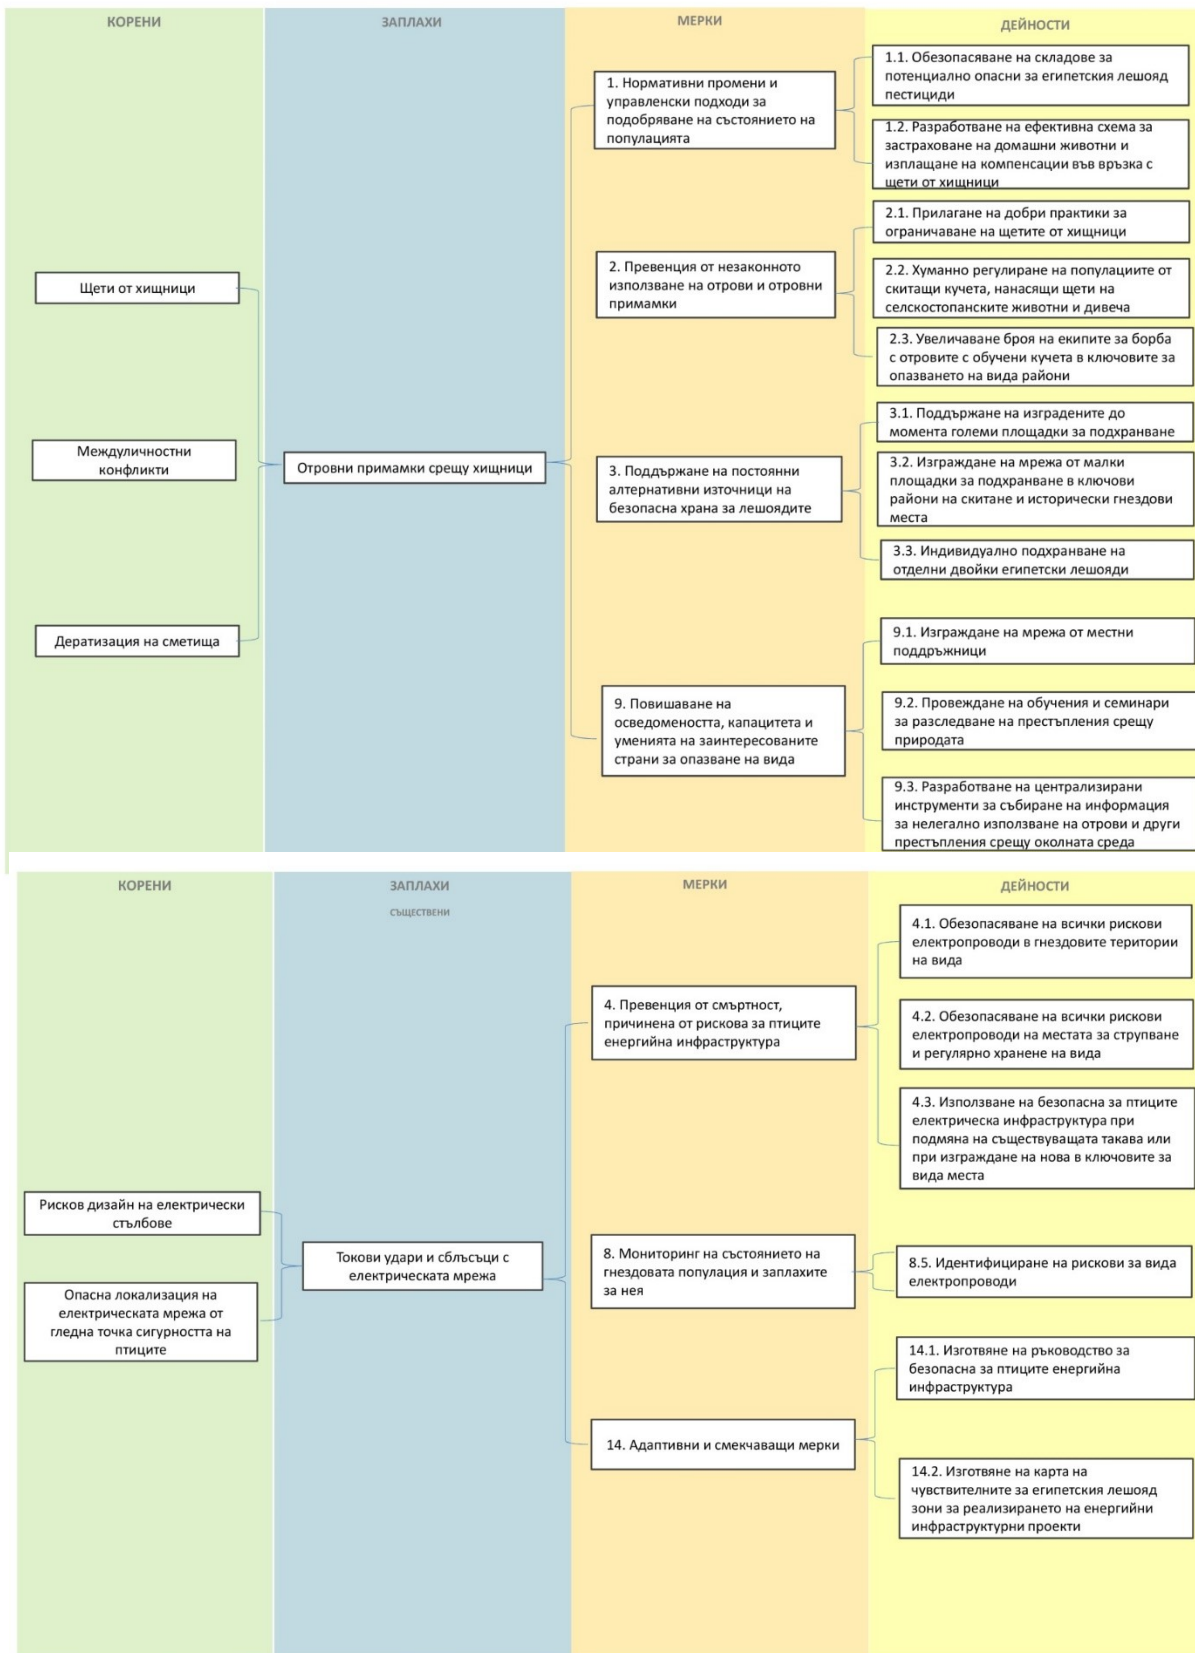 КОРЕНИ
ЗАПЛАХИ
МЕРКИ
ДЕЙНОСТИ
Щети от хищници
Междуличностни
конфликти
Дератизация на сметища
Отровни примамки срещу хищници
1. Нормативни промени и
управленски подходи за
подобряване на състоянието на
популацията
2. Превенция от незаконното
използване на отрови и отровни
примамки
3. Поддържане на постоянни
алтернативни източници на
безопасна храна за лешоядите
9. Повишаване на
осведомеността, капацитета и
уменията на заинтересованите
страни за опазване на вида
1.1. Обезопасяване на складове за
потенциално опасни за египетския лешояд
пестициди
1.2. Разработване на ефективна схема за
застраховане на домашни животни и
изплащане на компенсации във връзка с
щети от хищници
2.1. Прилагане на добри практики за
ограничаване на щетите от хищници
2.2. Хуманно регулиране на популациите от
скитащи кучета, нанасящи щети на
селскостопанските животни и дивеча
2.3. Увеличаване броя на екипите за борба
с отровите с обучени кучета в ключовите за
опазването на вида райони
3.1. Поддържане на изградените до
момента големи площадки за подхранване
3.2. Изграждане на мрежа от малки
площадки за подхранване в ключови
райони на скитане и исторически гнездови
места
3.3. Индивидуално подхранване на
отделни двойки египетски лешояди
9.1. Изграждане на мрежа от местни
поддръжници
9.2. Провеждане на обучения и семинари
за разследване на престъпления срещу
природата
9.3. Разработване на централизирани
инструменти за събиране на информация
за нелегално използване на отрови и други
престъпления срещу околната среда
КОРЕНИ
ЗАПЛАХИ
СЪЩЕСТВЕНИ
МЕРКИ
ДЕЙНОСТИ
Рисков дизайн на електрически
стълбове
Опасна локализация на
електрическата мрежа от
гледна точка сигурността на
птиците
Токови удари и сблъсъци с
електрическата мрежа
4. Превенция от смъртност,
причинена от рискова за птиците
енергийна инфраструктура
8. Мониторинг на състоянието на
гнездовата популация и заплахите
за нея
14. Адаптивни и смекчаващи мерки
4.1. Обезопасяване на всички рискови
електропроводи в гнездовите територии
на вида
4.2. Обезопасяване на всички рискови
електропроводи на местата за струпване
и регулярно хранене на вида
4.3. Използване на безопасна за птиците
електрическа инфраструктура при
подмяна на съществуващата такава или
при изграждане на нова в ключовите за
вида места
8.5. Идентифициране на рискови за вида
електропроводи
14.1. Изготвяне на ръководство за
безопасна за птиците енергийна
инфраструктура
14.2. Изготвяне на карта на
чувствителните за египетския лешояд
зони за реализирането на енергийни
инфраструктурни проекти